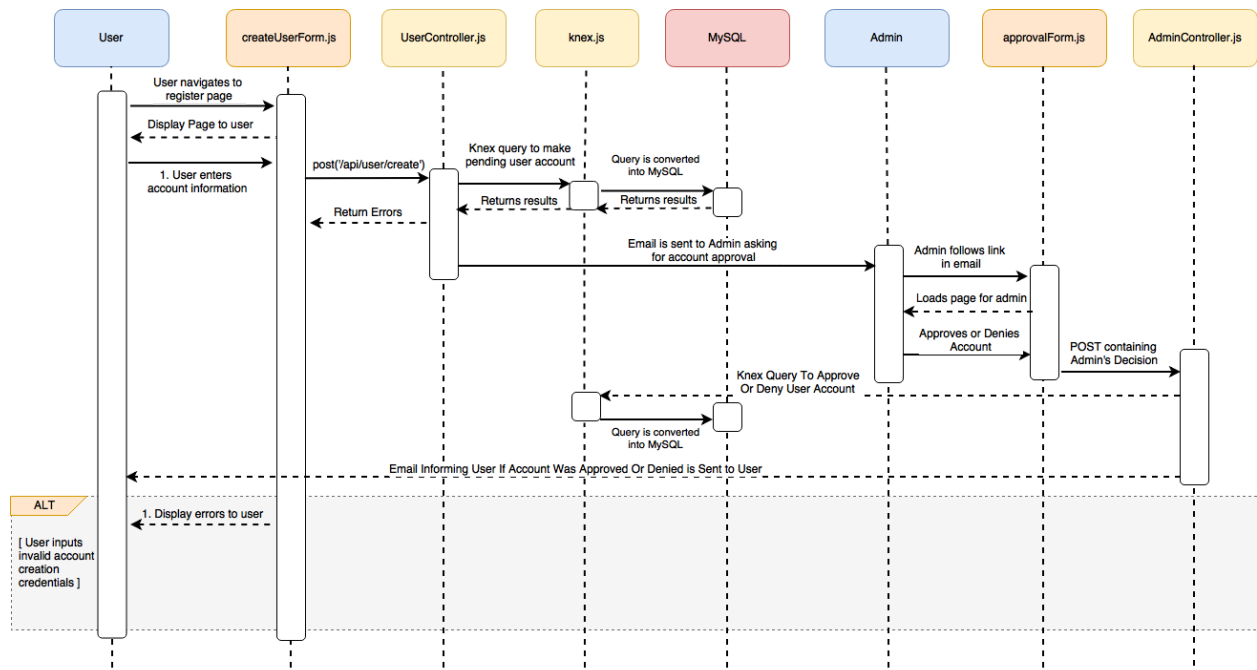 User
createUserForm.js
UserController.js
knex.js
MySQL
Admin
approvalForm.js
AdminController.js
User navigates to
register page
Display Page to user
1. User enters
account information
post('/api/user/create')
Knex query to make
pending user account
Query is converted
into MySQL
Returns results
Returns results
Return Errors
Email is sent to Admin asking
for account approval
Admin follows link
in email
Loads page for admin
Approves or Denies
Account
POST containing
Admin's Decision
Knex Query To Approve
Or Deny User Account
Query is converted
into MySQL
Email Informing User If Account Was Approved Or Denied is Sent to User
ALT
1. Display errors to user
[ User inputs
invalid account
creation
credentials ]